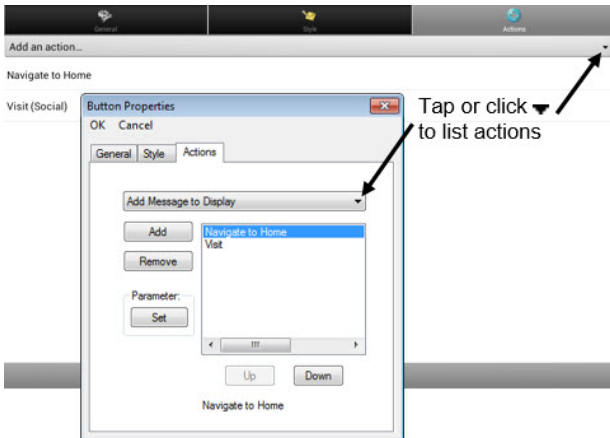 General Style Actions
Add an action...
Navigate to Home
Visit (Social)
Tap or click
to list actions
Button Properties
OK Cancel
General Style Actions
Add Message to Display
Add
Remove
Navigate to Home
Visit
Parameter:
Set
Up Down
Navigate to Home